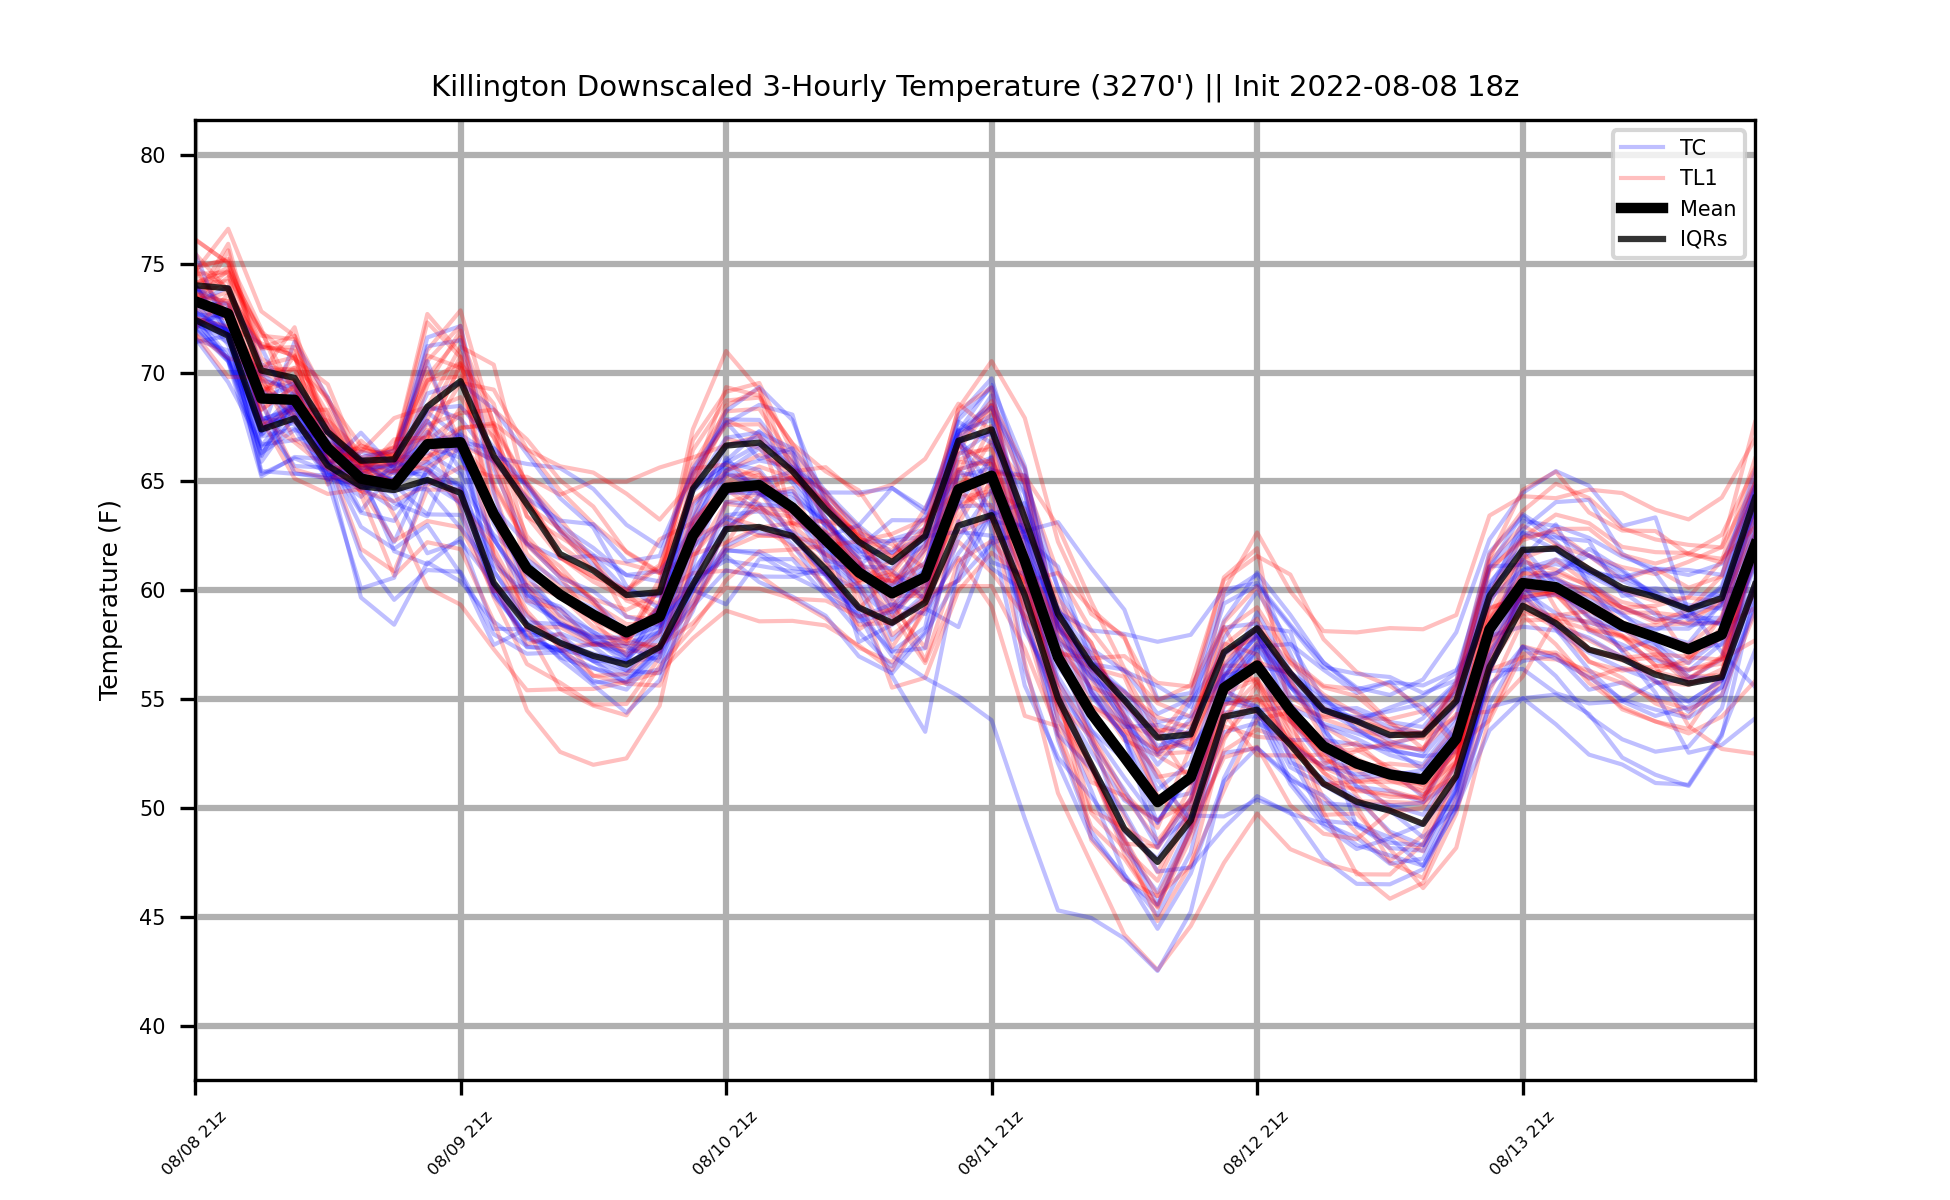 Killington Downscaled 3-Hourly Temperature (3270') || Init 2022-08-08 18z
TC
TL1
Mean
IQRs
Temperature (F)
80
75
70
65
60
55
50
45
40
08/08 21z
08/09 21z
08/10 21z
08/11 21z
08/12 21z
08/13 21z